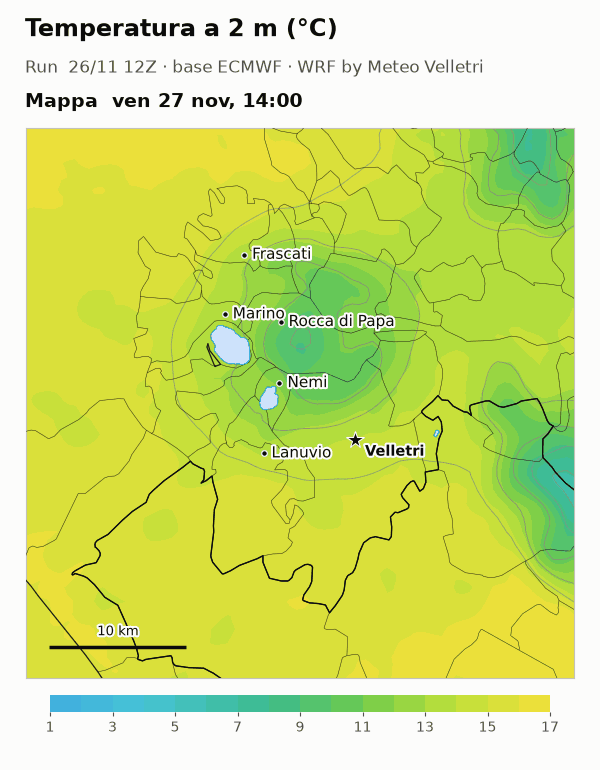 Temperatura a 2 m (°C)
Run  26/11 12Z · base ECMWF · WRF by Meteo Velletri
Mappa  ven 27 nov, 14:00
Frascati
Marino
Rocca di Papa
Nemi
Velletri
Lanuvio
10 km
1 3 5 7 9 11 13 15 17